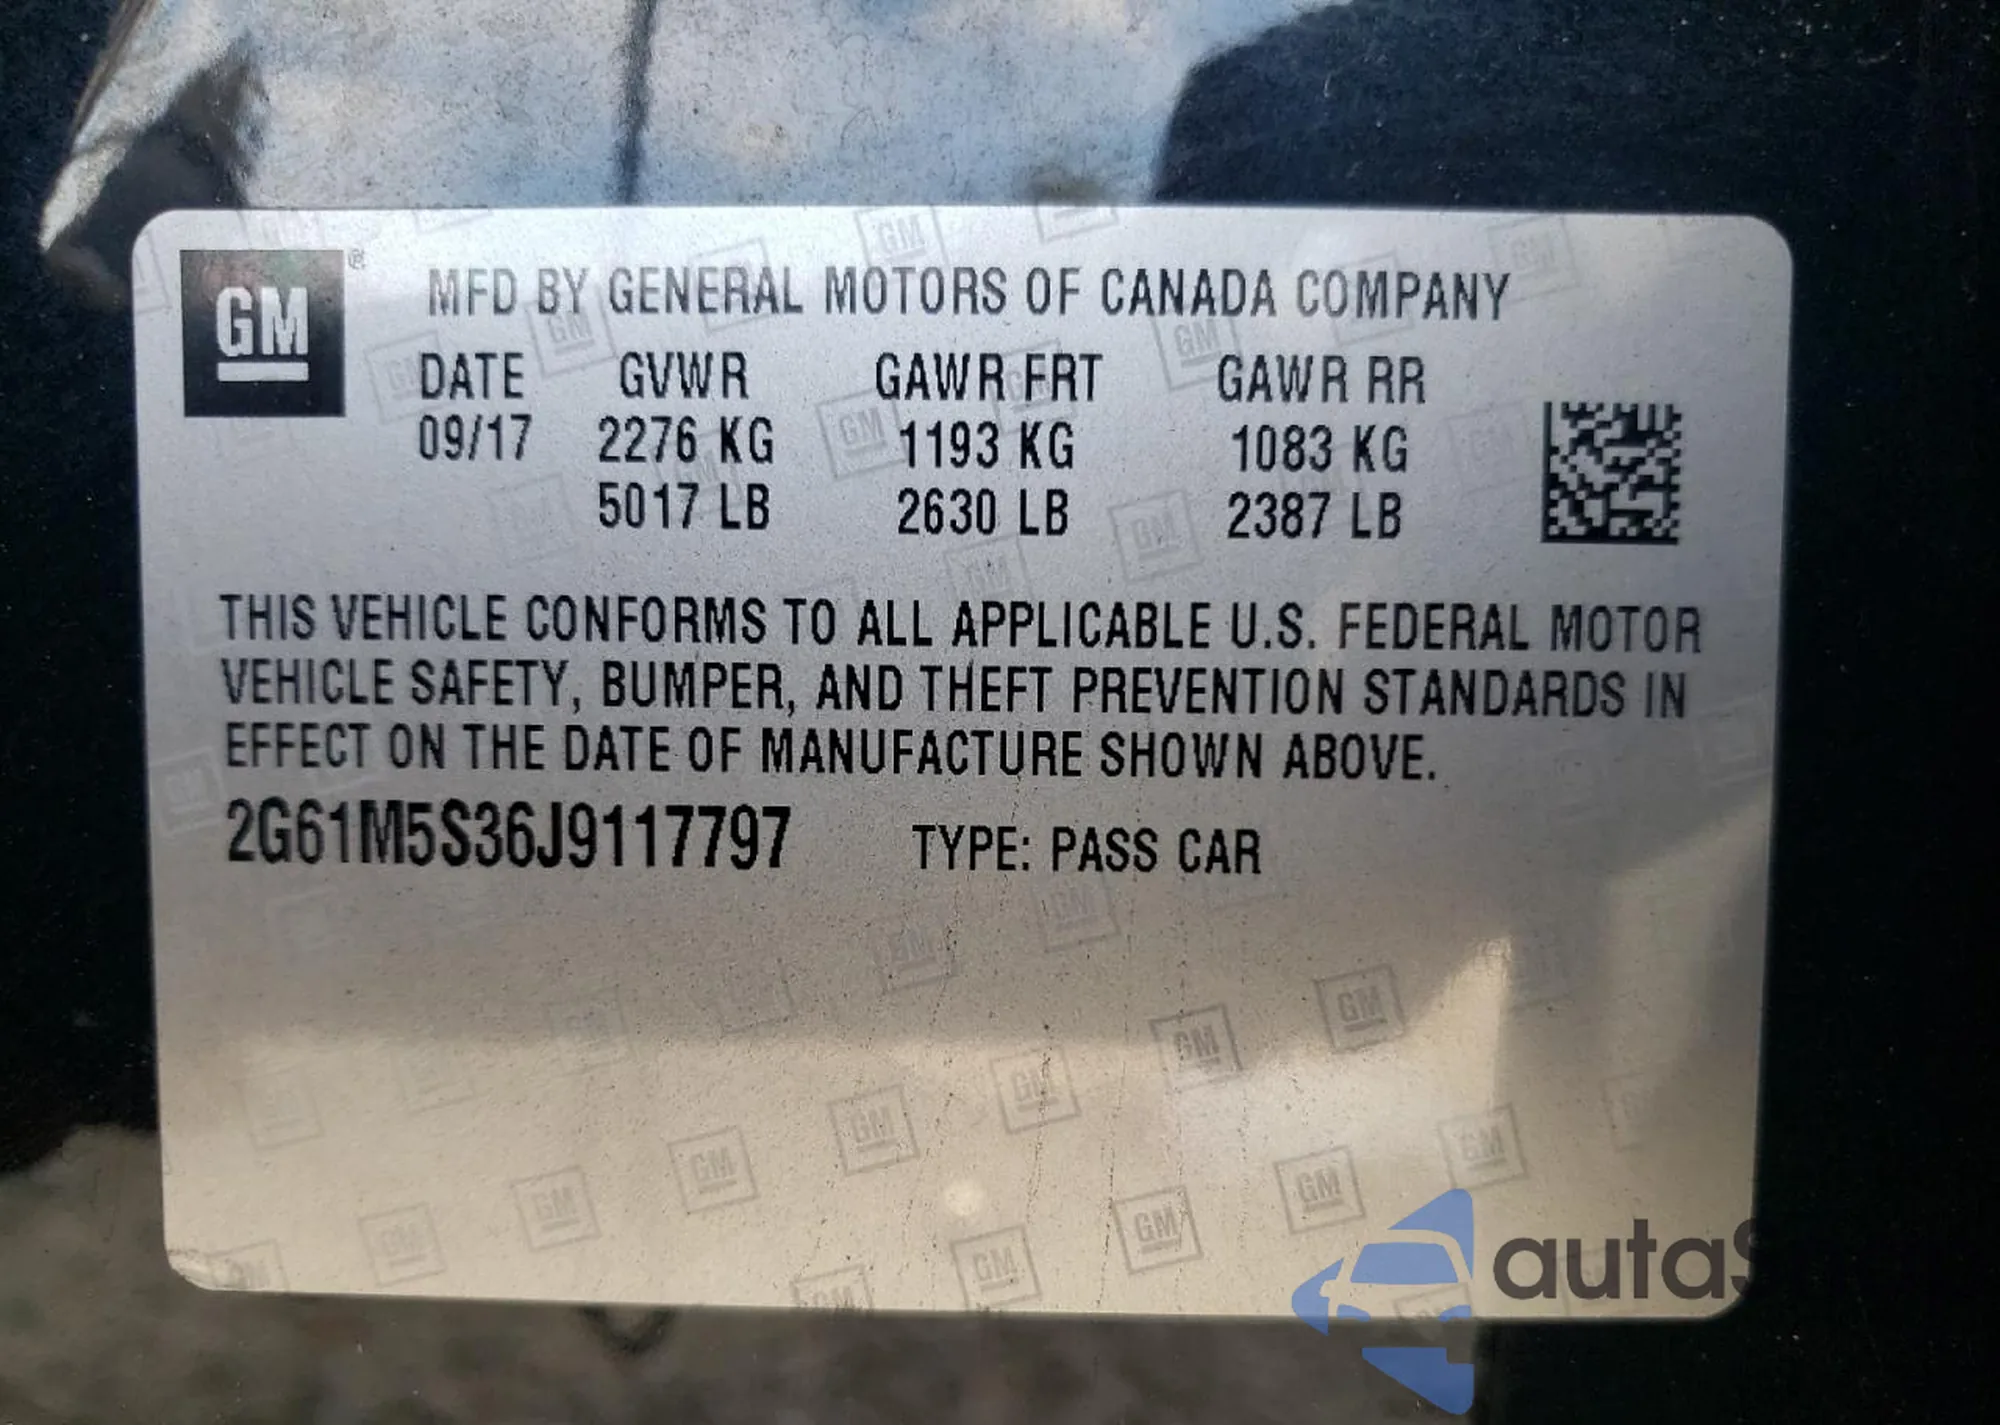 GM ®
MFD BY GENERAL MOTORS OF CANADA COMPANY
DATE GVWR GAWR FRT GAWR RR
09/17 2276 KG 1193 KG 1083 KG
5017 LB 2630 LB 2387 LB
THIS VEHICLE CONFORMS TO ALL APPLICABLE U.S. FEDERAL MOTOR
VEHICLE SAFETY, BUMPER, AND THEFT PREVENTION STANDARDS IN
EFFECT ON THE DATE OF MANUFACTURE SHOWN ABOVE.
2G61M5S36J9117797 TYPE: PASS CAR
autaS